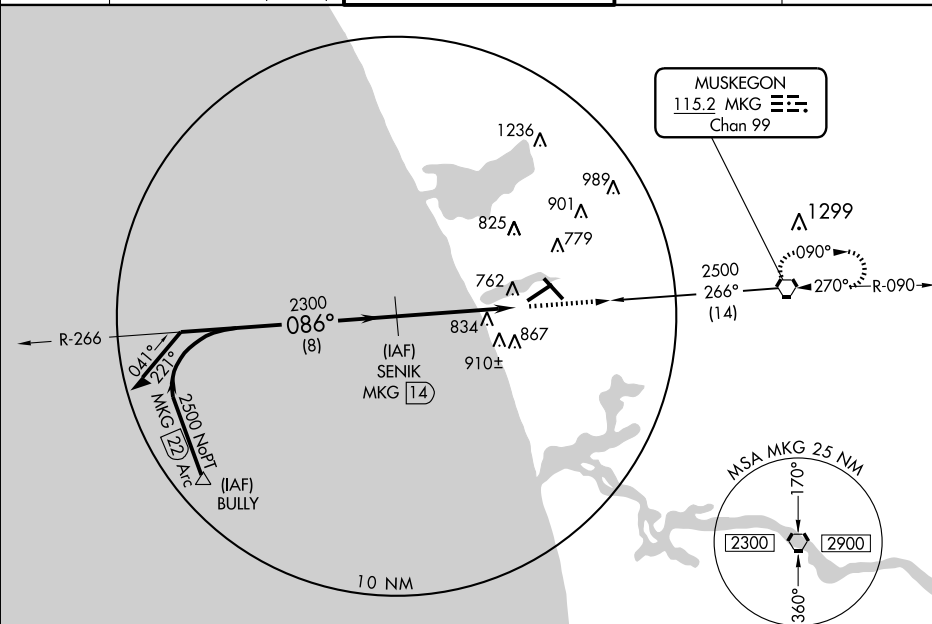 MUSKEGON
115.2 MKG
Chan 99
1236
989
901
825
779
1299
090°
2500
266°
(14)
270°
R-090
762
2300
086°
(8)
834
867
910±
R-266
041°
221°
(IAF)
SENIK
MKG 14
MKG 22 Arc
2500 NoPT
(IAF)
BULLY
MSA MKG 25 NM
170°
2300
2900
360°
10 NM